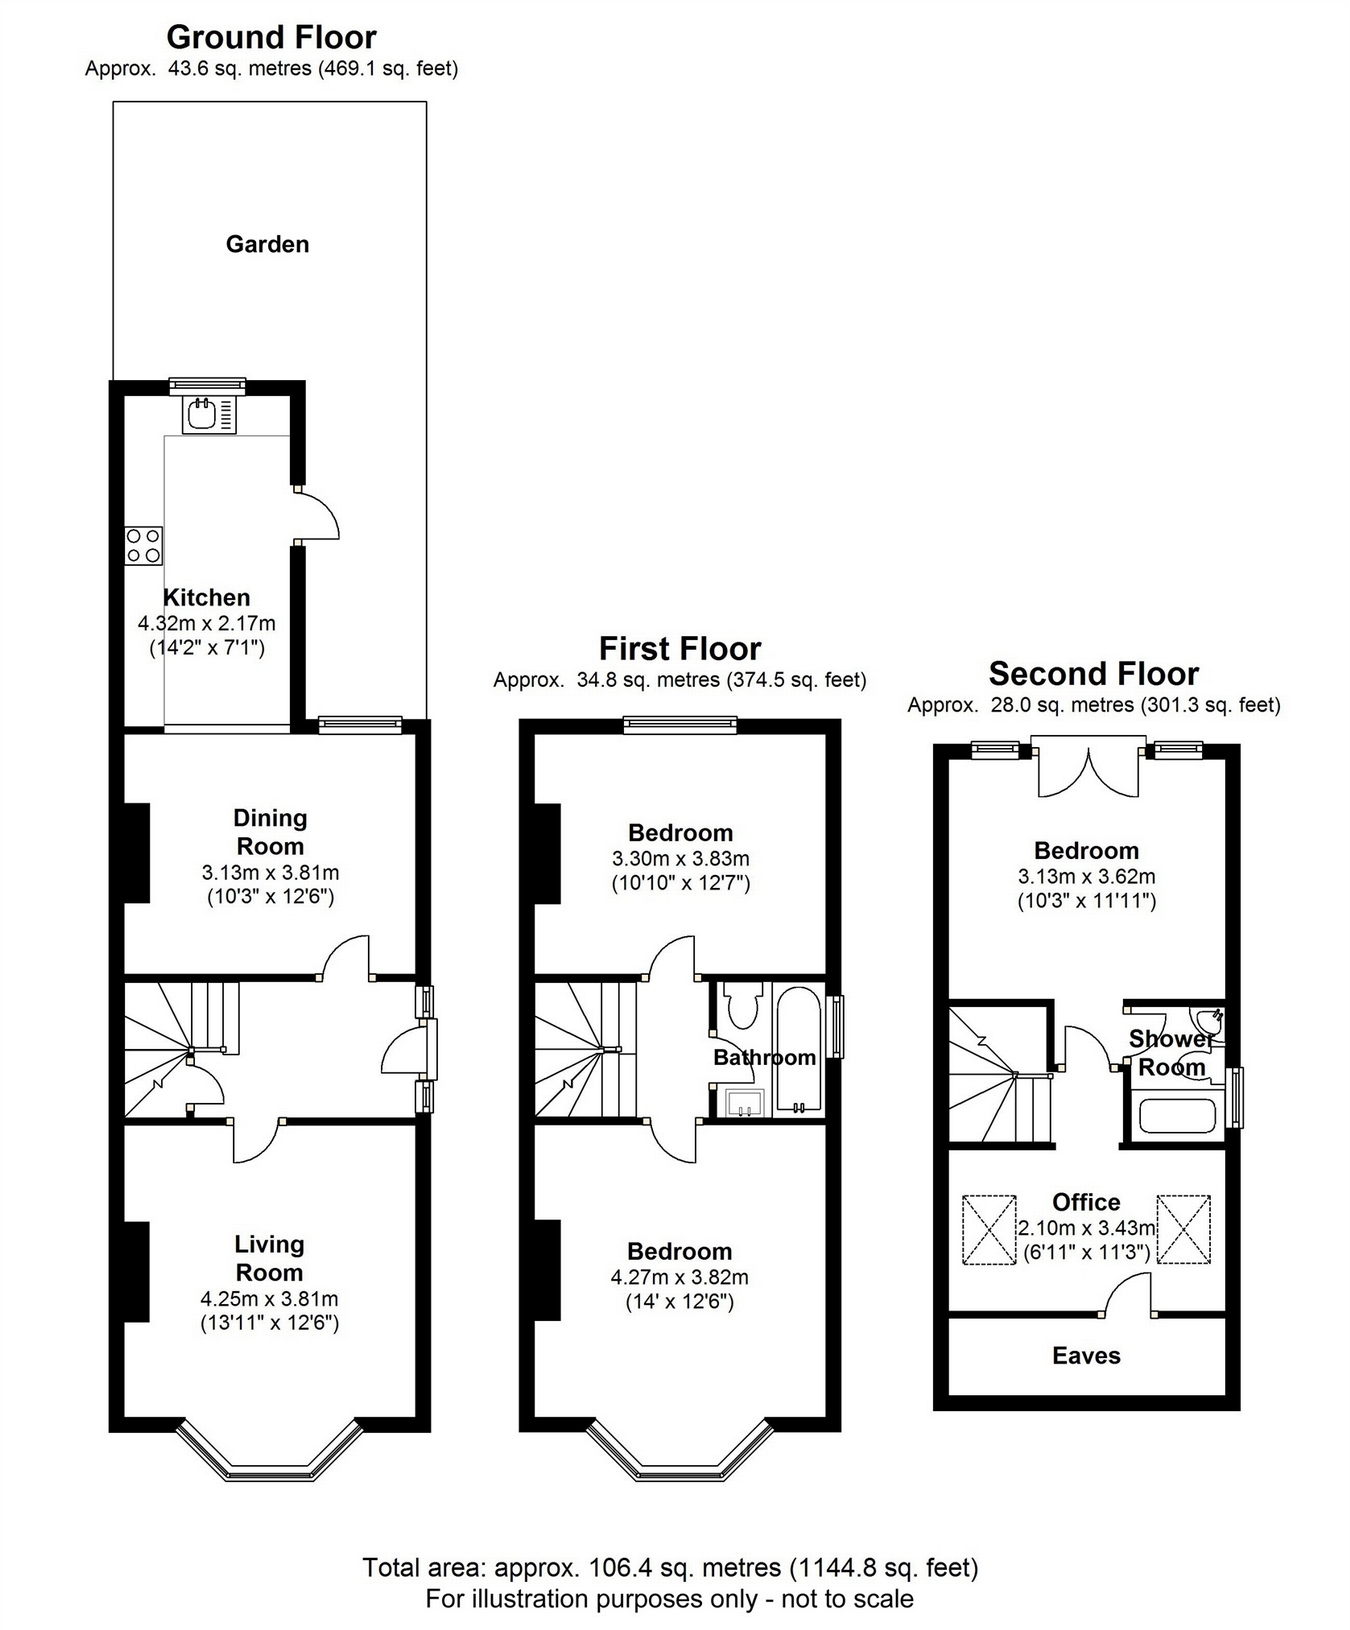 Ground Floor
Approx. 43.6 sq. metres (469.1 sq. feet)
Garden
Kitchen
4.32m x 2.17m
(14'2" x 7'1")
Dining
Room
3.13m x 3.81m
(10'3" x 12'6")
Living
Room
4.25m x 3.81m
(13'11" x 12'6")
First Floor
Approx. 34.8 sq. metres (374.5 sq. feet)
Bedroom
3.30m x 3.83m
(10'10" x 12'7")
Bathroom
Bedroom
4.27m x 3.82m
(14' x 12'6")
Second Floor
Approx. 28.0 sq. metres (301.3 sq. feet)
Bedroom
3.13m x 3.62m
(10'3" x 11'11")
Shower
Room
Office
2.10m x 3.43m
(6'11" x 11'3")
Eaves
Total area: approx. 106.4 sq. metres (1144.8 sq. feet)
For illustration purposes only - not to scale